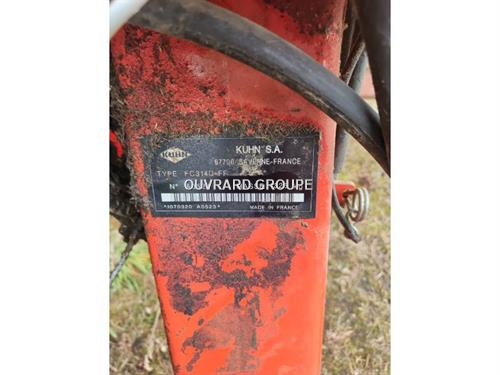 KUHN
KUHN S.A.
67706 SAVERNE-FRANCE
TYPE FC314D-FF
N°
OUVRARD GROUPE
MADE IN FRANCE